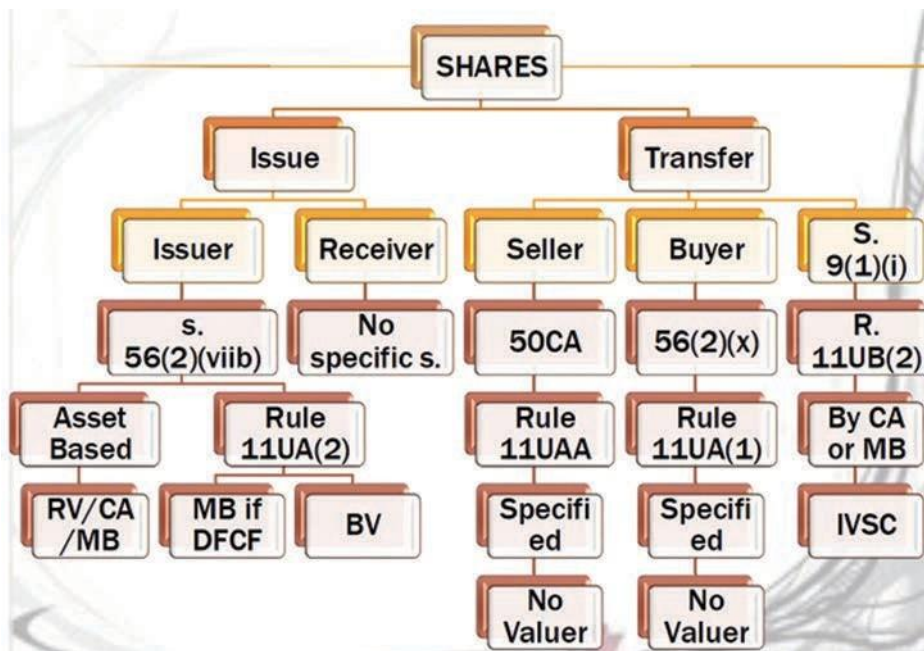 SHARES
Issue
Transfer
Issuer
Receiver
Seller
Buyer
S.
9(1)(i)
s.
56(2)(viib)
No
specific s.
50CA
56(2)(x)
R.
11UB(2)
Asset
Based
Rule
11UA(2)
Rule
11UAA
Rule
11UA(1)
By CA
or MB
RV/CA
/MB
MB if
DFCF
BV
Specifi
ed
Specifi
ed
IVSC
No
Valuer
No
Valuer